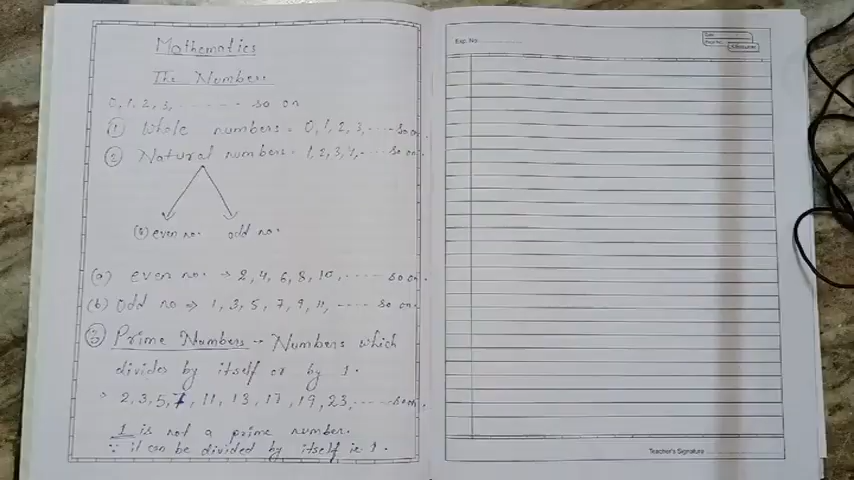 Mathematics
The Numbers
0, 1, 2, 3, ........ so on
① Whole numbers = 0, 1, 2, 3, .... so on.
② Natural numbers = 1, 2, 3, 4, .... so on.
(a) even no. odd no.
(a) even no. → 2, 4, 6, 8, 10, ..... so on.
(b) Odd no ⇒ 1, 3, 5, 7, 9, 11, ..... so on.
③ Prime Numbers -- Numbers which
divides by itself or by 1.
2, 3, 5, 7, 11, 13, 17, 19, 23, ..... so on.
1 is not a prime number.
∵ it can be divided by itself ie 1.
Exp. No.
Teacher's Signature